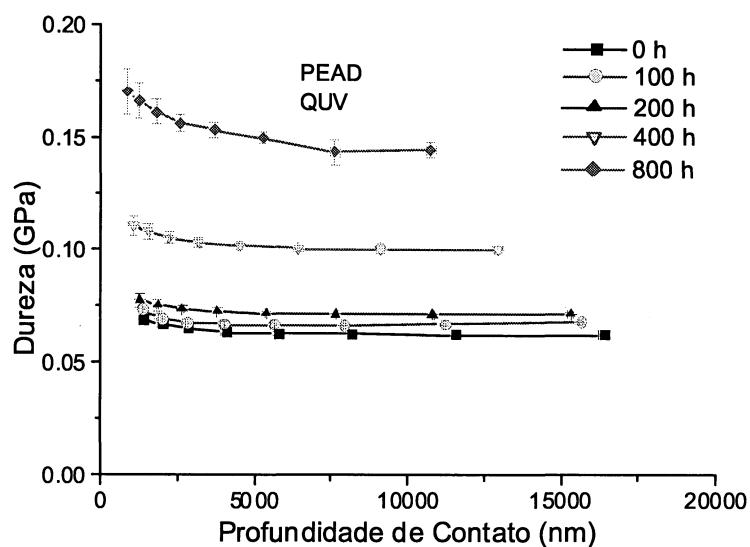 0.20
0.15
0.10
0.05
0.00
Dureza (GPa)
PEAD
QUV
0 h
100 h
200 h
400 h
800 h
0 5000 10000 15000 20000
Profundidade de Contato (nm)